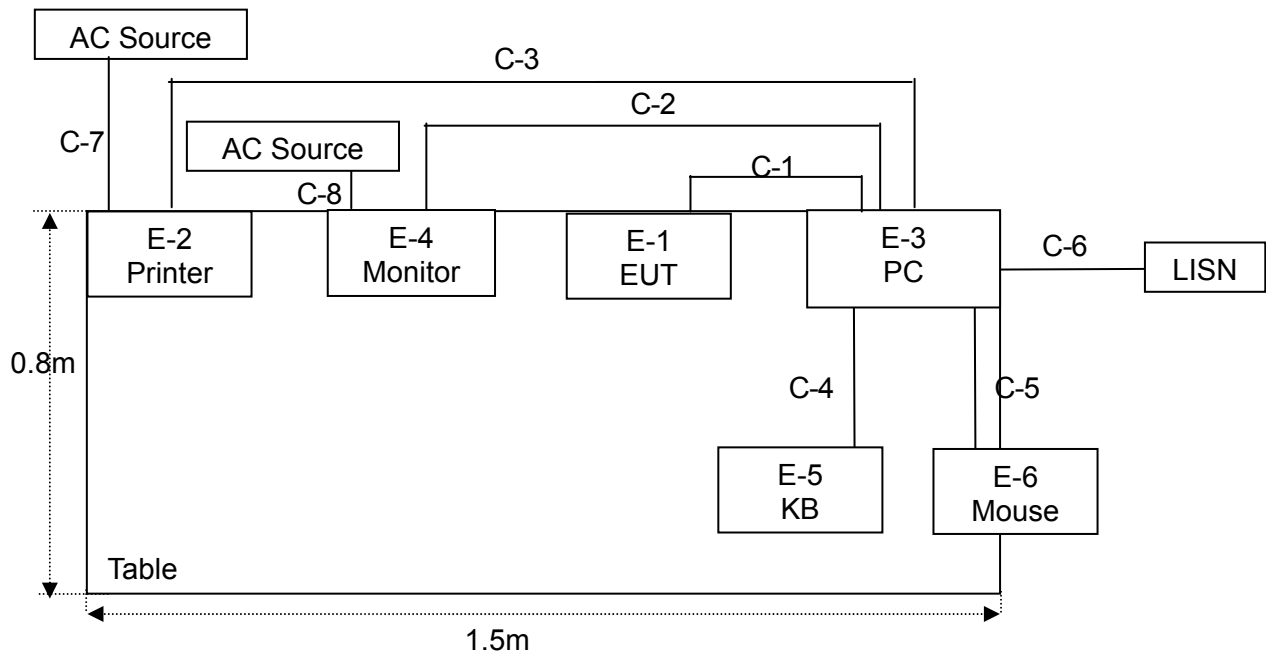 AC Source
C-3
C-2
C-7
AC Source
C-1
C-8
E-2
Printer
E-4
Monitor
E-1
EUT
E-3
PC
C-6
LISN
0.8m
C-4
C-5
E-5
KB
E-6
Mouse
Table
1.5m